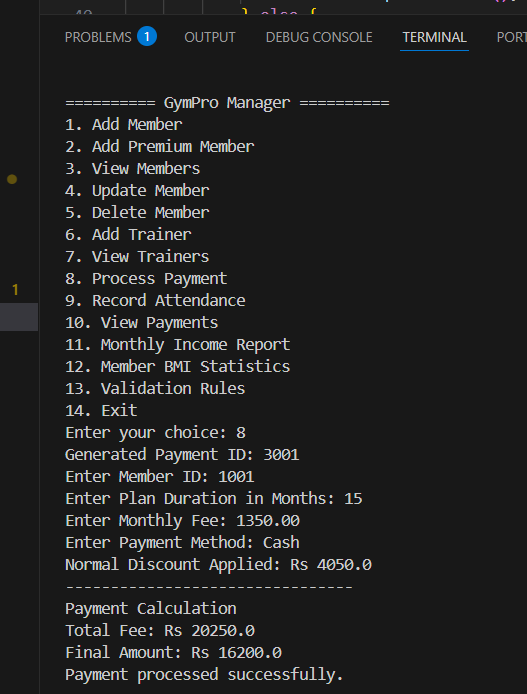 40 } else {
PROBLEMS 1 OUTPUT DEBUG CONSOLE TERMINAL PORT
========== GymPro Manager ==========
1. Add Member
2. Add Premium Member
3. View Members
4. Update Member
5. Delete Member
6. Add Trainer
7. View Trainers
8. Process Payment
9. Record Attendance
10. View Payments
11. Monthly Income Report
12. Member BMI Statistics
13. Validation Rules
14. Exit
Enter your choice: 8
Generated Payment ID: 3001
Enter Member ID: 1001
Enter Plan Duration in Months: 15
Enter Monthly Fee: 1350.00
Enter Payment Method: Cash
Normal Discount Applied: Rs 4050.0
--------------------------------
Payment Calculation
Total Fee: Rs 20250.0
Final Amount: Rs 16200.0
Payment processed successfully.
1